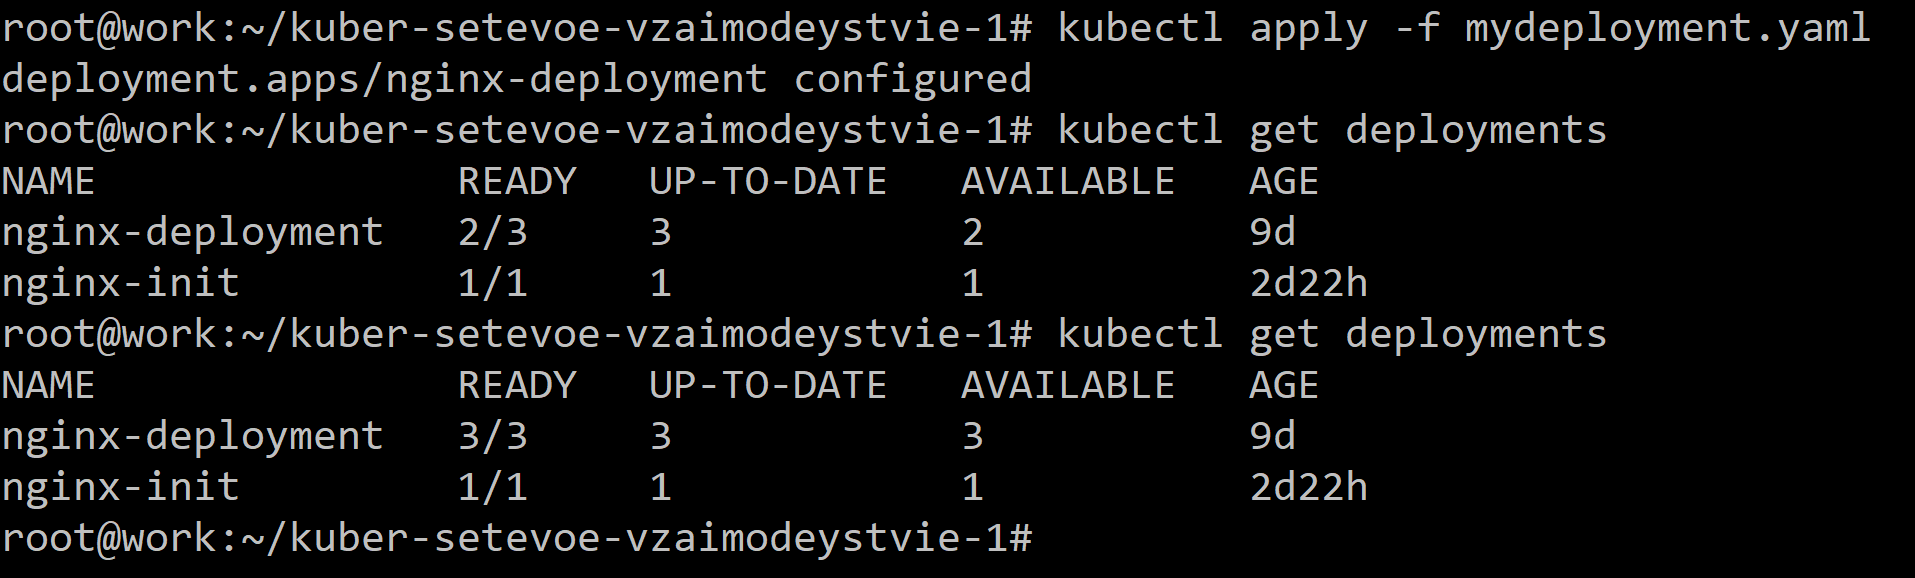 root@work:~/kuber-setevoe-vzaimodeystvie-1# kubectl apply -f mydeployment.yaml
deployment.apps/nginx-deployment configured
root@work:~/kuber-setevoe-vzaimodeystvie-1# kubectl get deployments
NAME               READY   UP-TO-DATE   AVAILABLE   AGE
nginx-deployment   2/3     3            2           9d
nginx-init         1/1     1            1           2d22h
root@work:~/kuber-setevoe-vzaimodeystvie-1# kubectl get deployments
NAME               READY   UP-TO-DATE   AVAILABLE   AGE
nginx-deployment   3/3     3            3           9d
nginx-init         1/1     1            1           2d22h
root@work:~/kuber-setevoe-vzaimodeystvie-1#